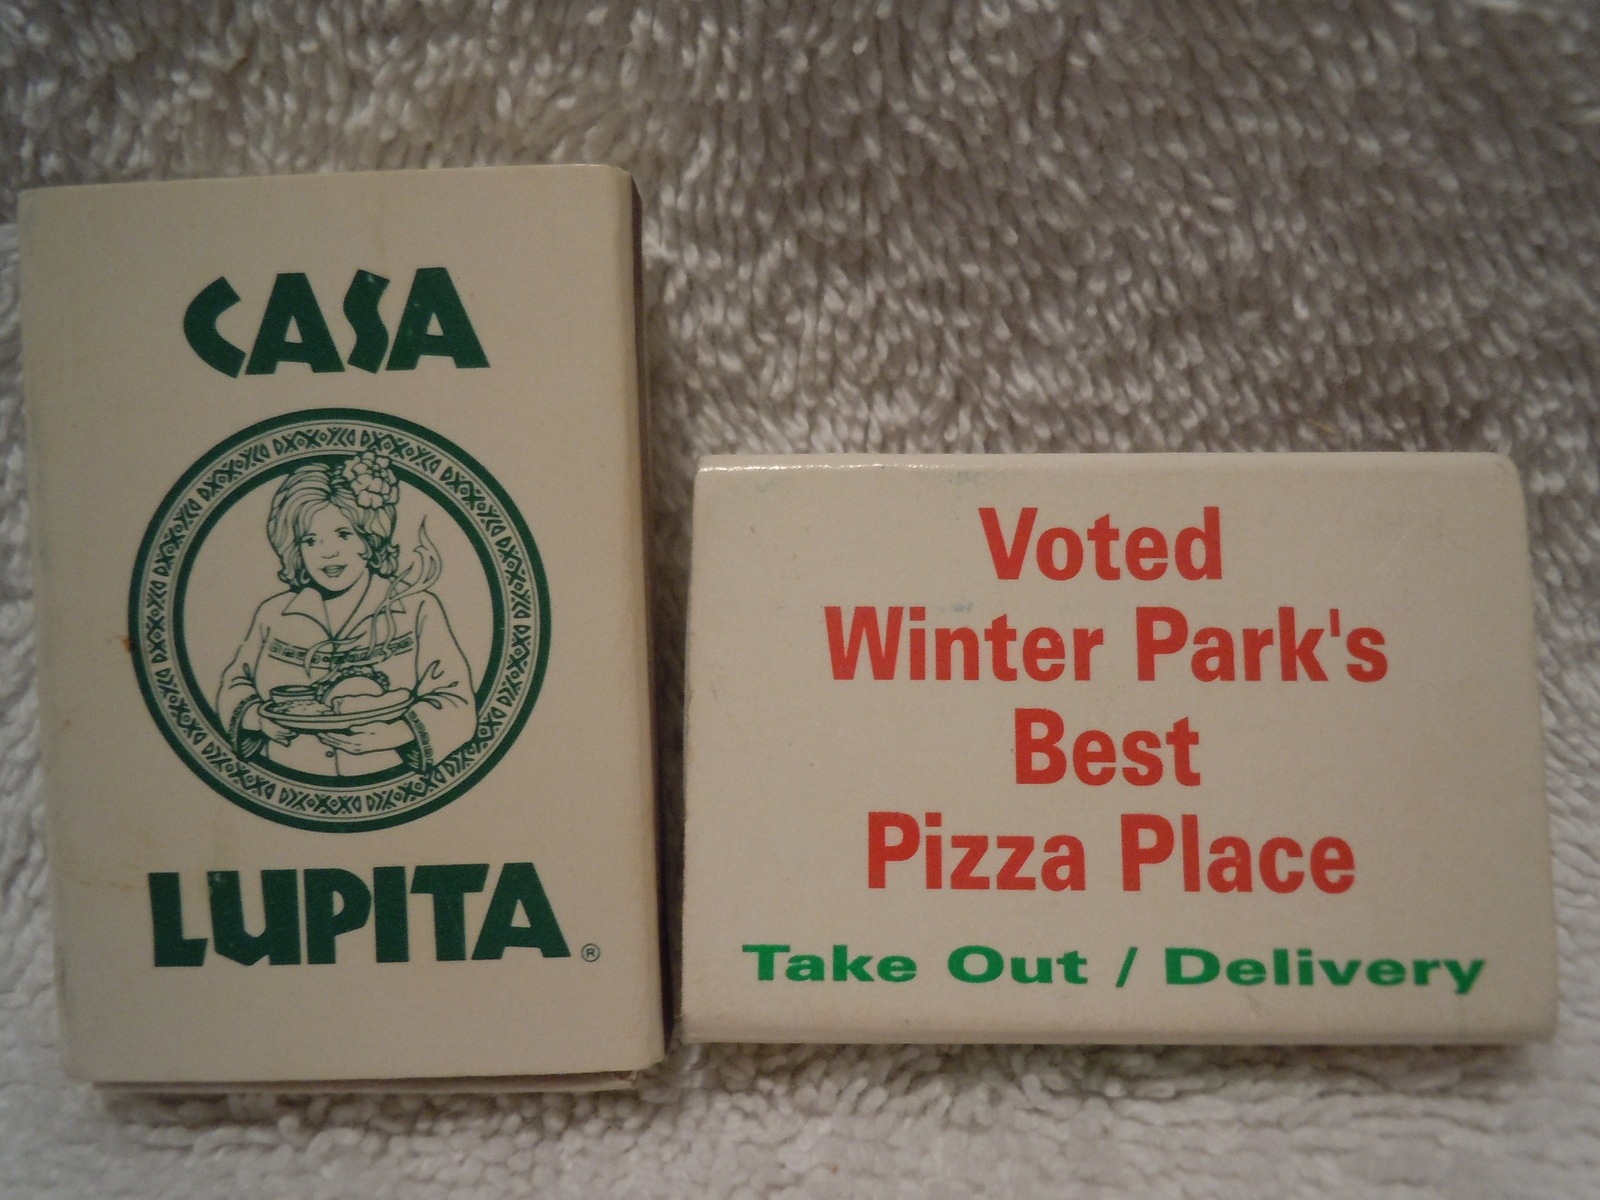 CASA
LUPITA ®
Voted
Winter Park's
Best
Pizza Place
Take Out / Delivery